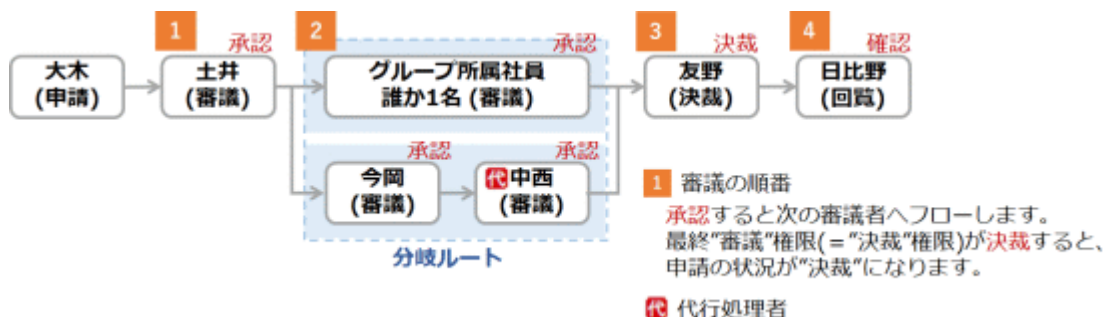 1
承認
2
承認
3
決裁
4
確認
大木
(申請)
土井
(審議)
グループ所属社員
誰か1名 (審議)
友野
(決裁)
日比野
(回覧)
承認
承認
今岡
(審議)
代 中西
(審議)
分岐ルート
1 審議の順番
承認すると次の審議者へフローします。
最終"審議"権限(="決裁"権限)が決裁すると、
申請の状況が"決裁"になります。
代 代行処理者